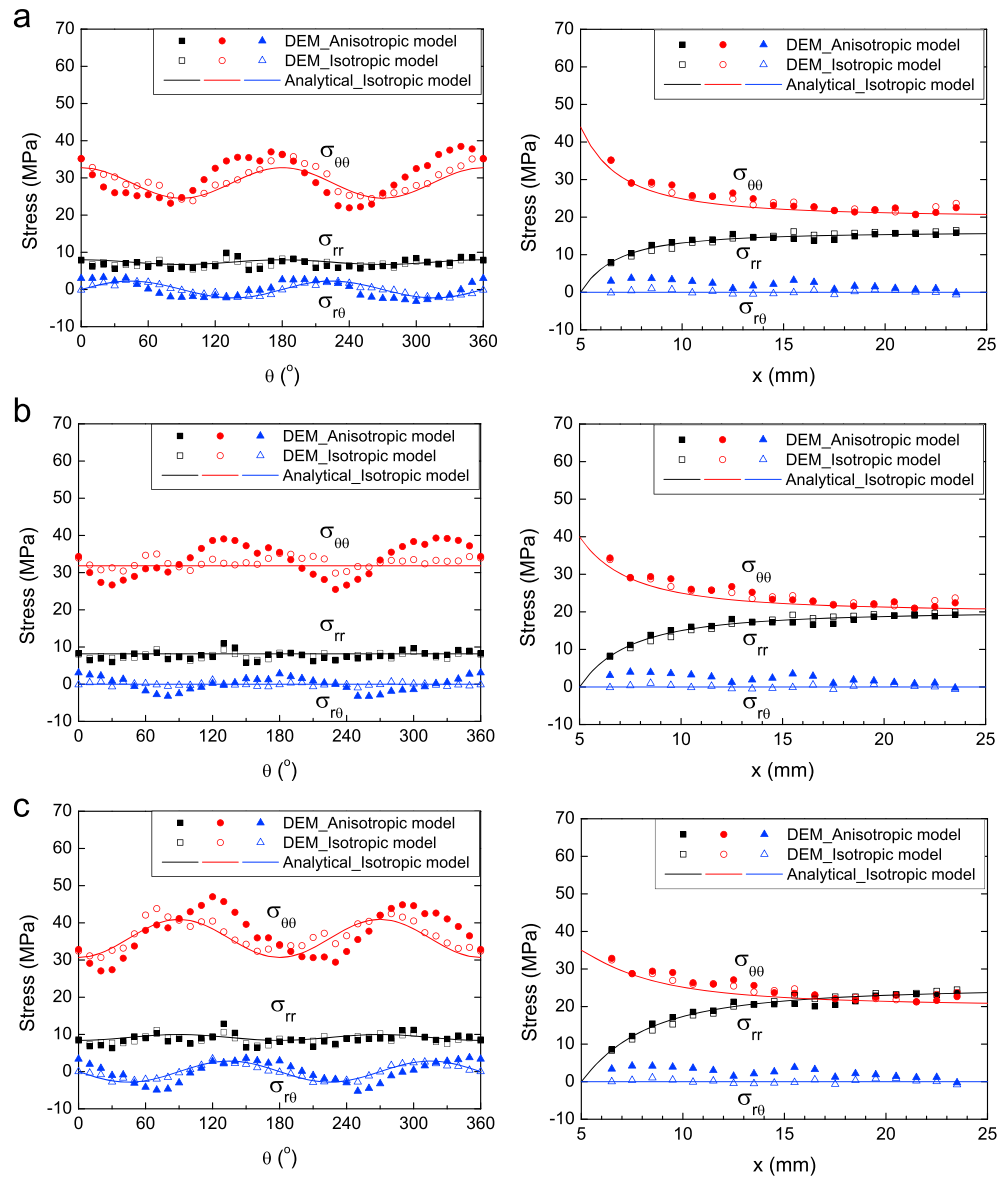 a
70
60
50
40
30
20
10
0
-10
Stress (MPa)
DEM_Anisotropic model
DEM_Isotropic model
Analytical_Isotropic model
σθθ
σrr
σrθ
0 60 120 180 240 300 360
θ (°)
70
60
50
40
30
20
10
0
-10
Stress (MPa)
DEM_Anisotropic model
DEM_Isotropic model
Analytical_Isotropic model
σθθ
σrr
σrθ
5 10 15 20 25
x (mm)
b
70
60
50
40
30
20
10
0
-10
Stress (MPa)
DEM_Anisotropic model
DEM_Isotropic model
Analytical_Isotropic model
σθθ
σrr
σrθ
0 60 120 180 240 300 360
θ (°)
70
60
50
40
30
20
10
0
-10
Stress (MPa)
DEM_Anisotropic model
DEM_Isotropic model
Analytical_Isotropic model
σθθ
σrr
σrθ
5 10 15 20 25
x (mm)
c
70
60
50
40
30
20
10
0
-10
Stress (MPa)
DEM_Anisotropic model
DEM_Isotropic model
Analytical_Isotropic model
σθθ
σrr
σrθ
0 60 120 180 240 300 360
θ (°)
70
60
50
40
30
20
10
0
-10
Stress (MPa)
DEM_Anisotropic model
DEM_Isotropic model
Analytical_Isotropic model
σθθ
σrr
σrθ
5 10 15 20 25
x (mm)